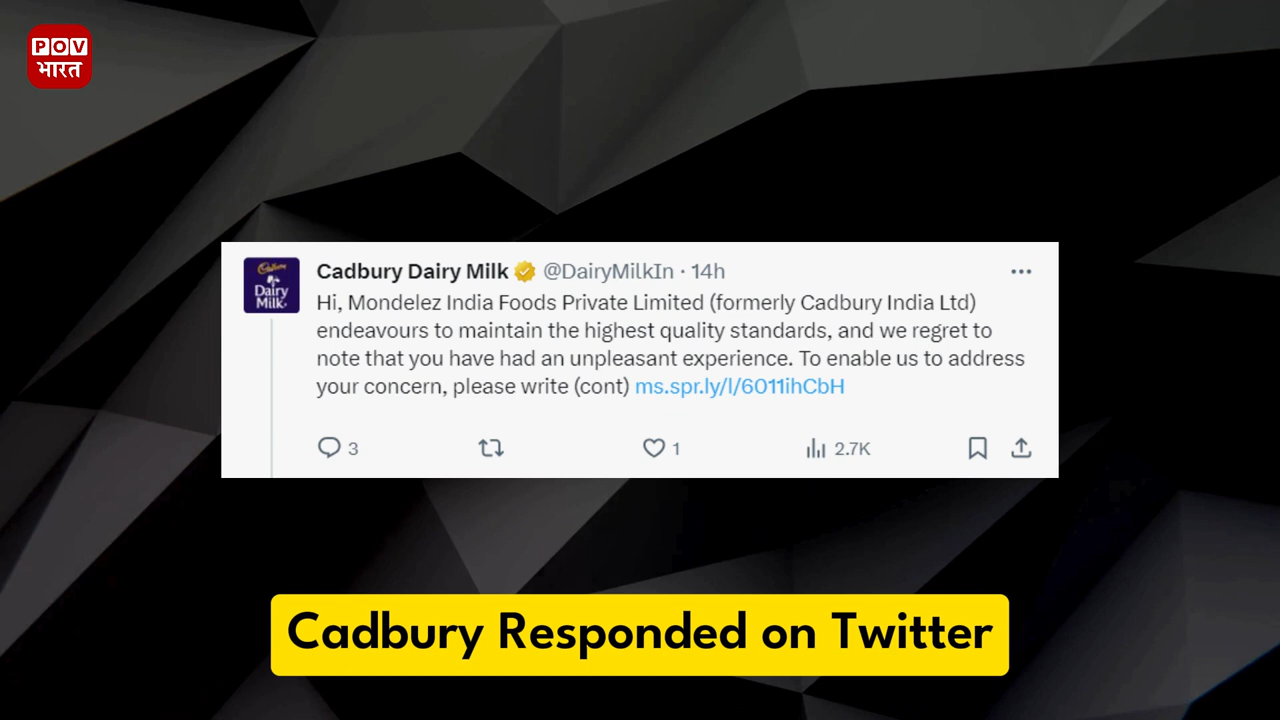 POV
भारत
Cadbury Dairy Milk @DairyMilkIn · 14h
Cadbury
Dairy
Milk
Hi, Mondelez India Foods Private Limited (formerly Cadbury India Ltd)
endeavours to maintain the highest quality standards, and we regret to
note that you have had an unpleasant experience. To enable us to address
your concern, please write (cont) ms.spr.ly/l/6011ihCbH
3 1 2.7K
Cadbury Responded on Twitter